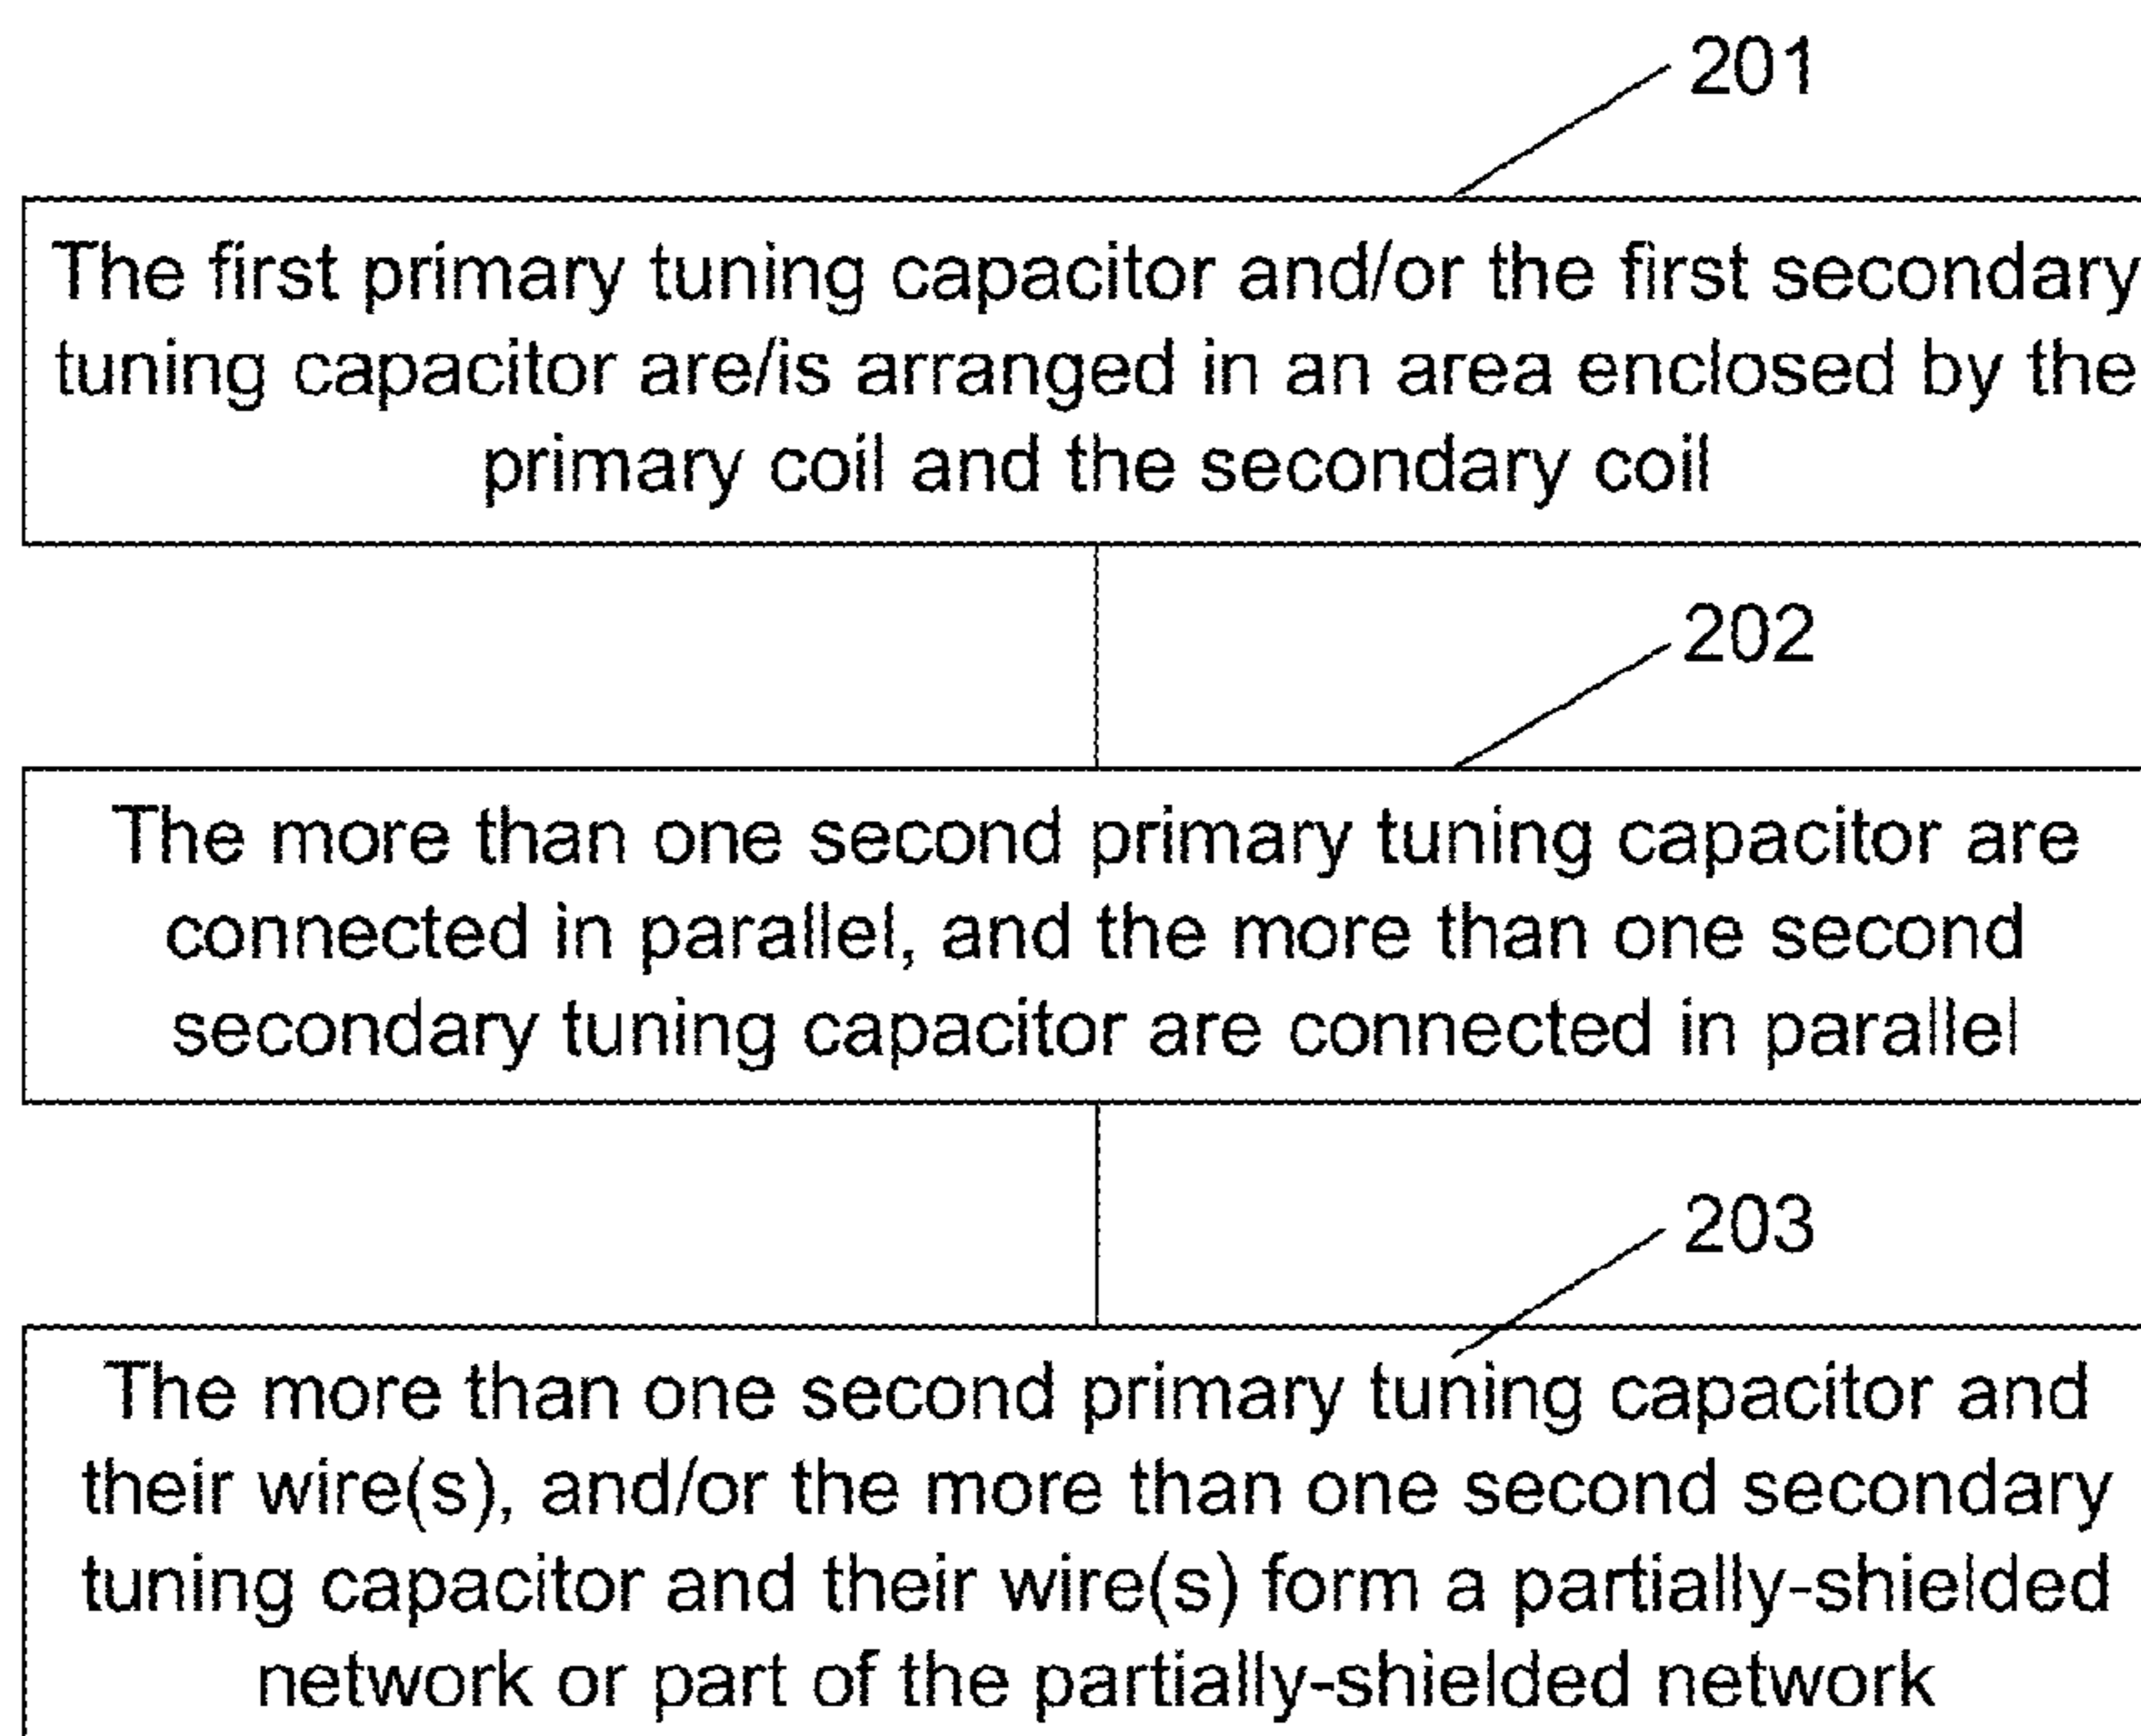 201
The first primary tuning capacitor and/or the first secondary
tuning capacitor are/is arranged in an area enclosed by the
primary coil and the secondary coil
202
The more than one second primary tuning capacitor are
connected in parallel, and the more than one second
secondary tuning capacitor are connected in parallel
203
The more than one second primary tuning capacitor and
their wire(s), and/or the more than one second secondary
tuning capacitor and their wire(s) form a partially-shielded
network or part of the partially-shielded network